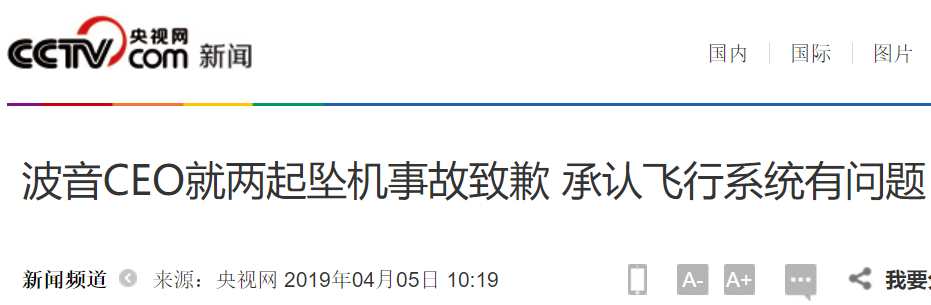 CCTV.com 央视网 新闻
国内 国际 图片
波音CEO就两起坠机事故致歉 承认飞行系统有问题
新闻频道 来源：央视网 2019年04月05日 10:19 A- A+ 我要